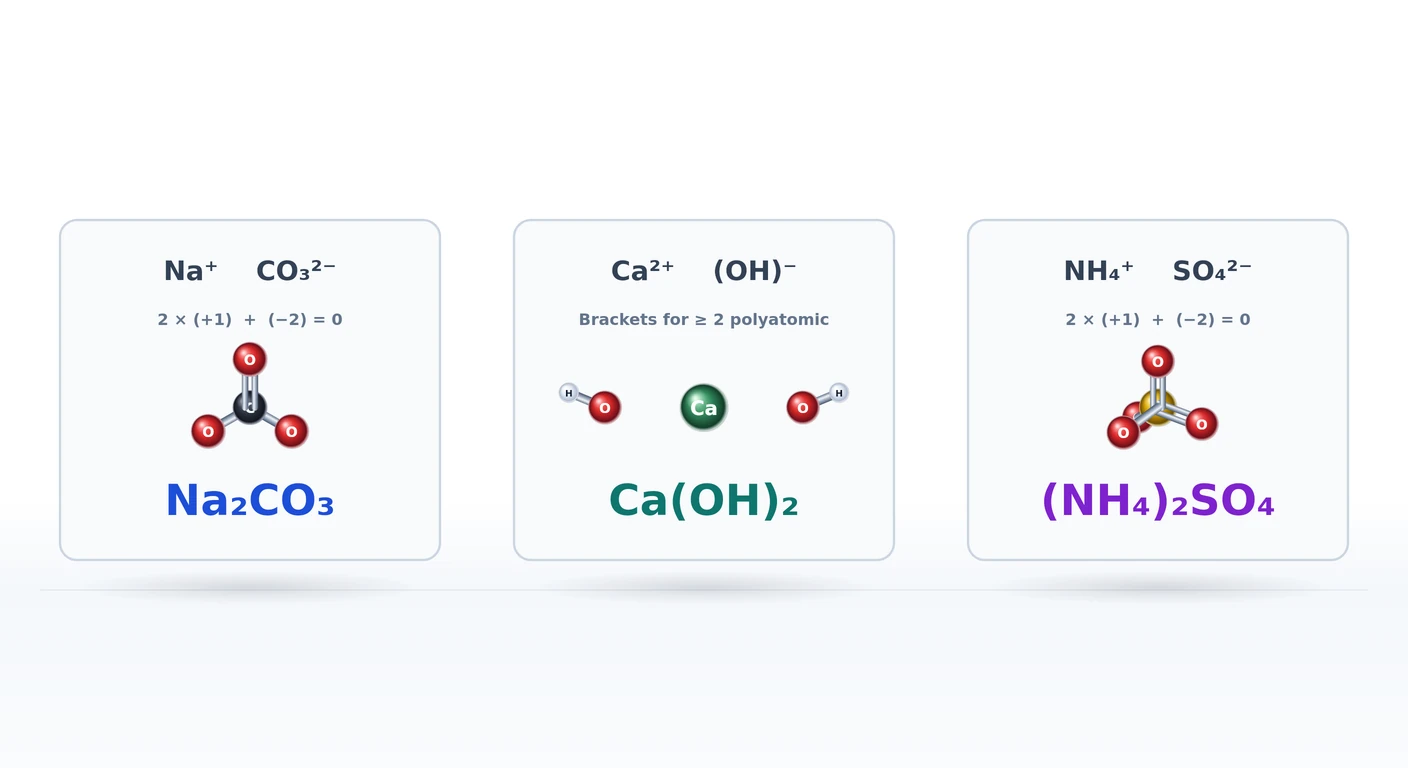 Na⁺ CO₃²⁻
2 × (+1) + (−2) = 0
O
C
O O
Na₂CO₃
Ca²⁺ (OH)⁻
Brackets for ≥ 2 polyatomic
H O Ca O H
Ca(OH)₂
NH₄⁺ SO₄²⁻
2 × (+1) + (−2) = 0
O
O O
(NH₄)₂SO₄